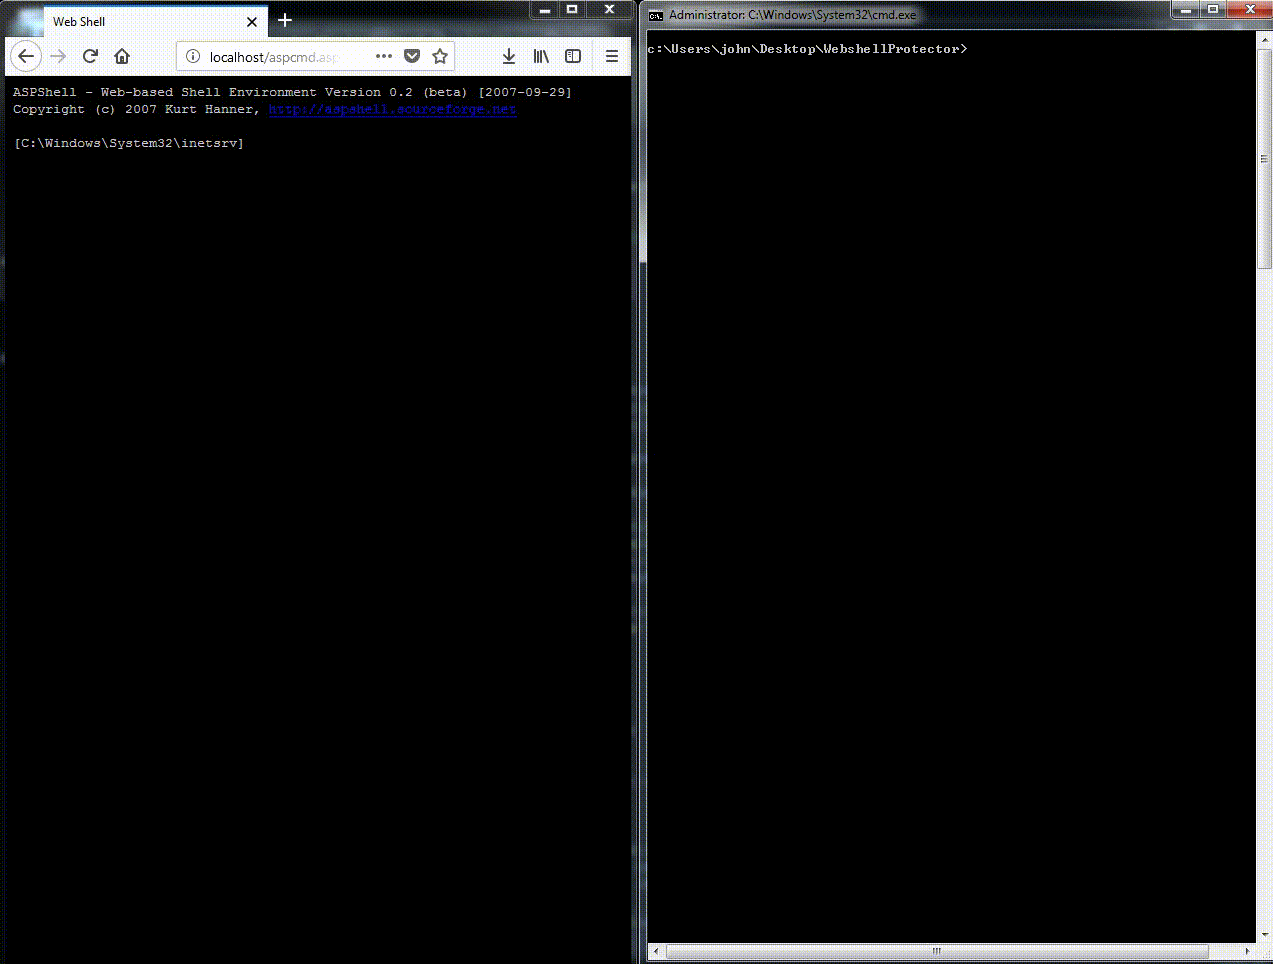 Web Shell
localhost/aspcmd.asp
ASPShell - Web-based Shell Environment Version 0.2 (beta) [2007-09-29]
Copyright (c) 2007 Kurt Hanner, http://aspshell.sourceforge.net
[C:\Windows\System32\inetsrv]
Administrator: C:\Windows\System32\cmd.exe
c:\Users\john\Desktop\WebshellProtector>